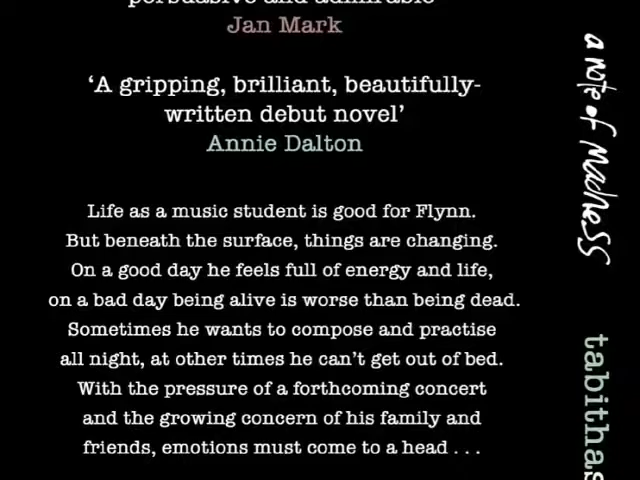 persuasive and admirable
Jan Mark
‘A gripping, brilliant, beautifully-
written debut novel’
Annie Dalton
Life as a music student is good for Flynn.
But beneath the surface, things are changing.
On a good day he feels full of energy and life,
on a bad day being alive is worse than being dead.
Sometimes he wants to compose and practise
all night, at other times he can’t get out of bed.
With the pressure of a forthcoming concert
and the growing concern of his family and
friends, emotions must come to a head . . .
a note of madness
tabithas